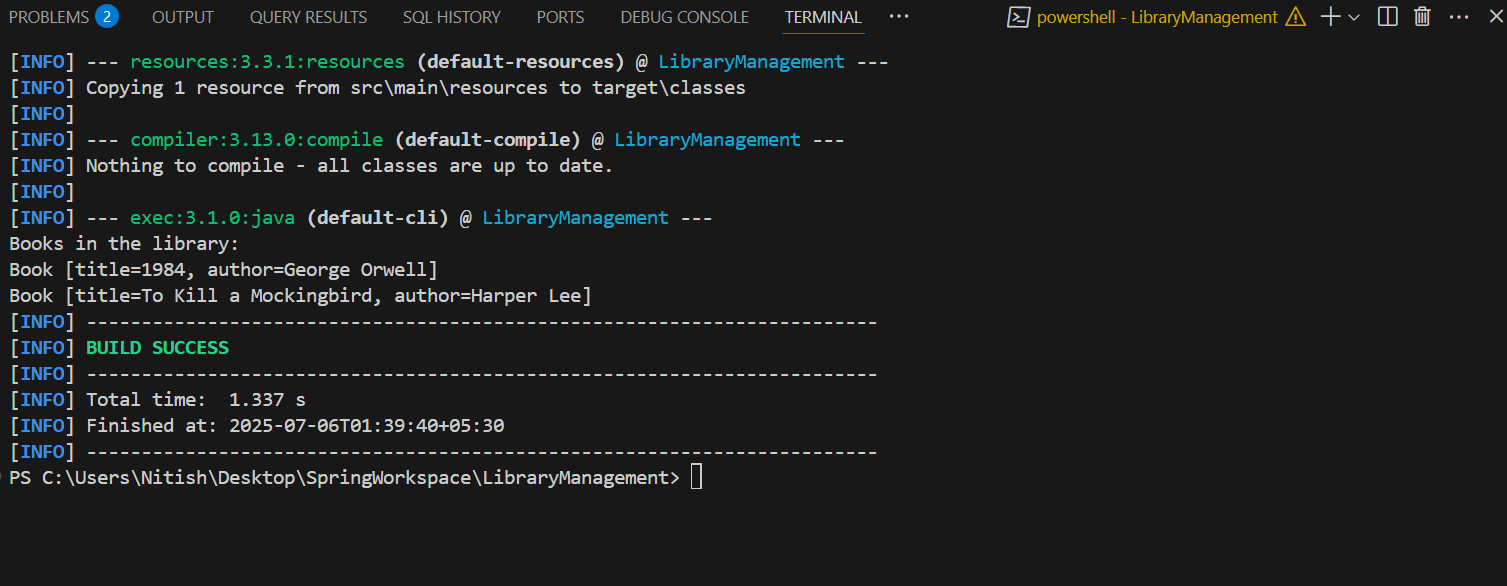 PROBLEMS 2 OUTPUT QUERY RESULTS SQL HISTORY PORTS DEBUG CONSOLE TERMINAL ··· powershell - LibraryManagement
[INFO] --- resources:3.3.1:resources (default-resources) @ LibraryManagement ---
[INFO] Copying 1 resource from src\main\resources to target\classes
[INFO]
[INFO] --- compiler:3.13.0:compile (default-compile) @ LibraryManagement ---
[INFO] Nothing to compile - all classes are up to date.
[INFO]
[INFO] --- exec:3.1.0:java (default-cli) @ LibraryManagement ---
Books in the library:
Book [title=1984, author=George Orwell]
Book [title=To Kill a Mockingbird, author=Harper Lee]
[INFO] ------------------------------------------------------------------------
[INFO] BUILD SUCCESS
[INFO] ------------------------------------------------------------------------
[INFO] Total time:  1.337 s
[INFO] Finished at: 2025-07-06T01:39:40+05:30
[INFO] ------------------------------------------------------------------------
PS C:\Users\Nitish\Desktop\SpringWorkspace\LibraryManagement>